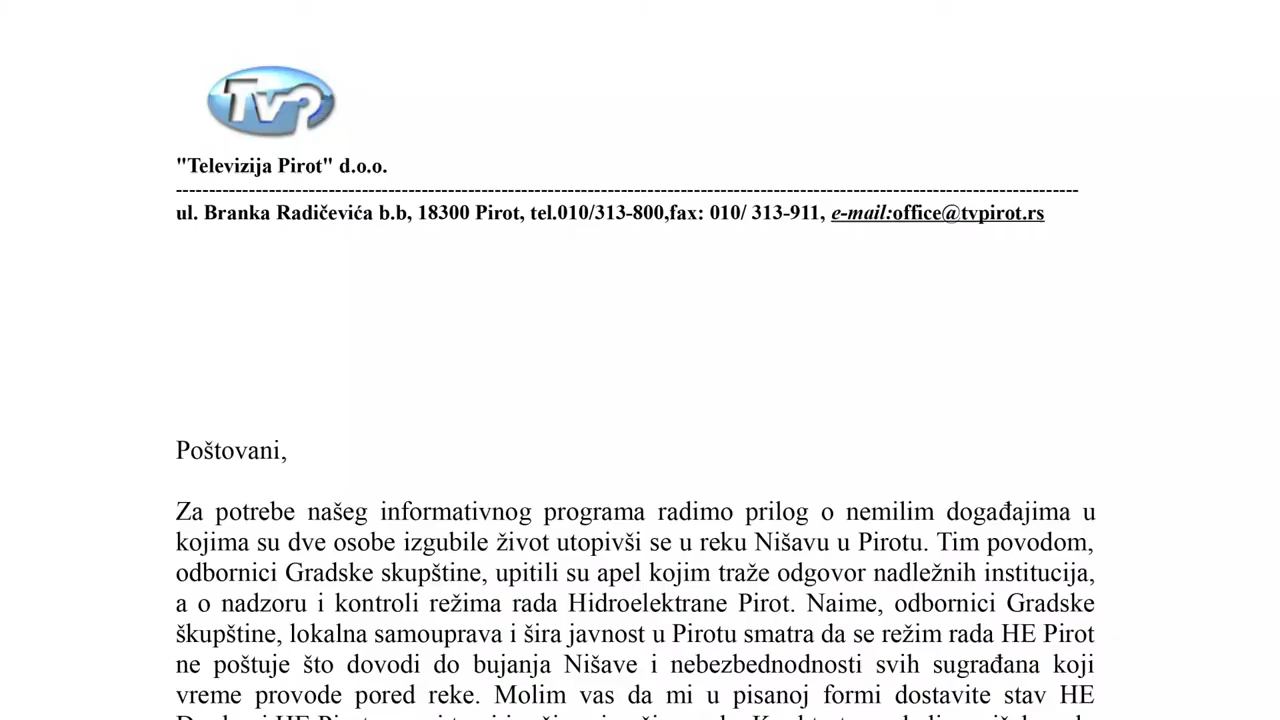 TvP
"Televizija Pirot" d.o.o.
------------------------------------------------------------------------------------------------------------------------------------------
ul. Branka Radičevića b.b, 18300 Pirot, tel.010/313-800,fax: 010/ 313-911, e-mail:office@tvpirot.rs
Poštovani,
Za potrebe našeg informativnog programa radimo prilog o nemilim događajima u
kojima su dve osobe izgubile život utopivši se u reku Nišavu u Pirotu. Tim povodom,
odbornici Gradske skupštine, upitili su apel kojim traže odgovor nadležnih institucija,
a o nadzoru i kontroli režima rada Hidroelektrane Pirot. Naime, odbornici Gradske
škupštine, lokalna samouprava i šira javnost u Pirotu smatra da se režim rada HE Pirot
ne poštuje što dovodi do bujanja Nišave i nebezbednodnosti svih sugrađana koji
vreme provode pored reke. Molim vas da mi u pisanoj formi dostavite stav HE